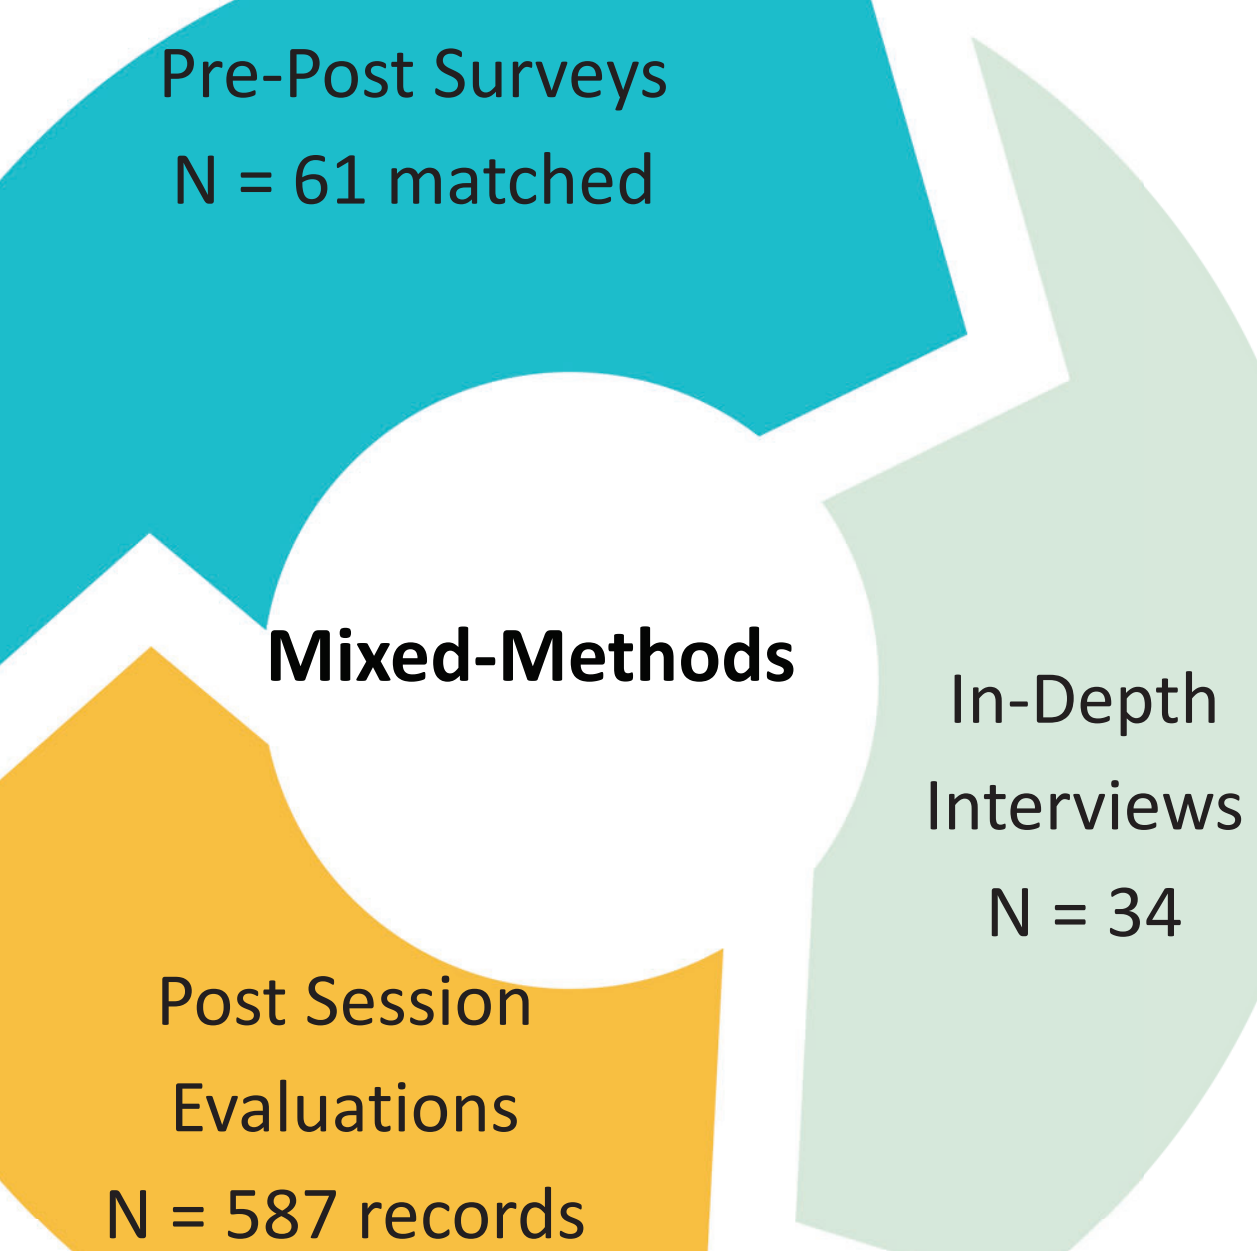 Pre-Post Surveys
N = 61 matched
Mixed-Methods
In-Depth
Interviews
N = 34
Post Session
Evaluations
N = 587 records